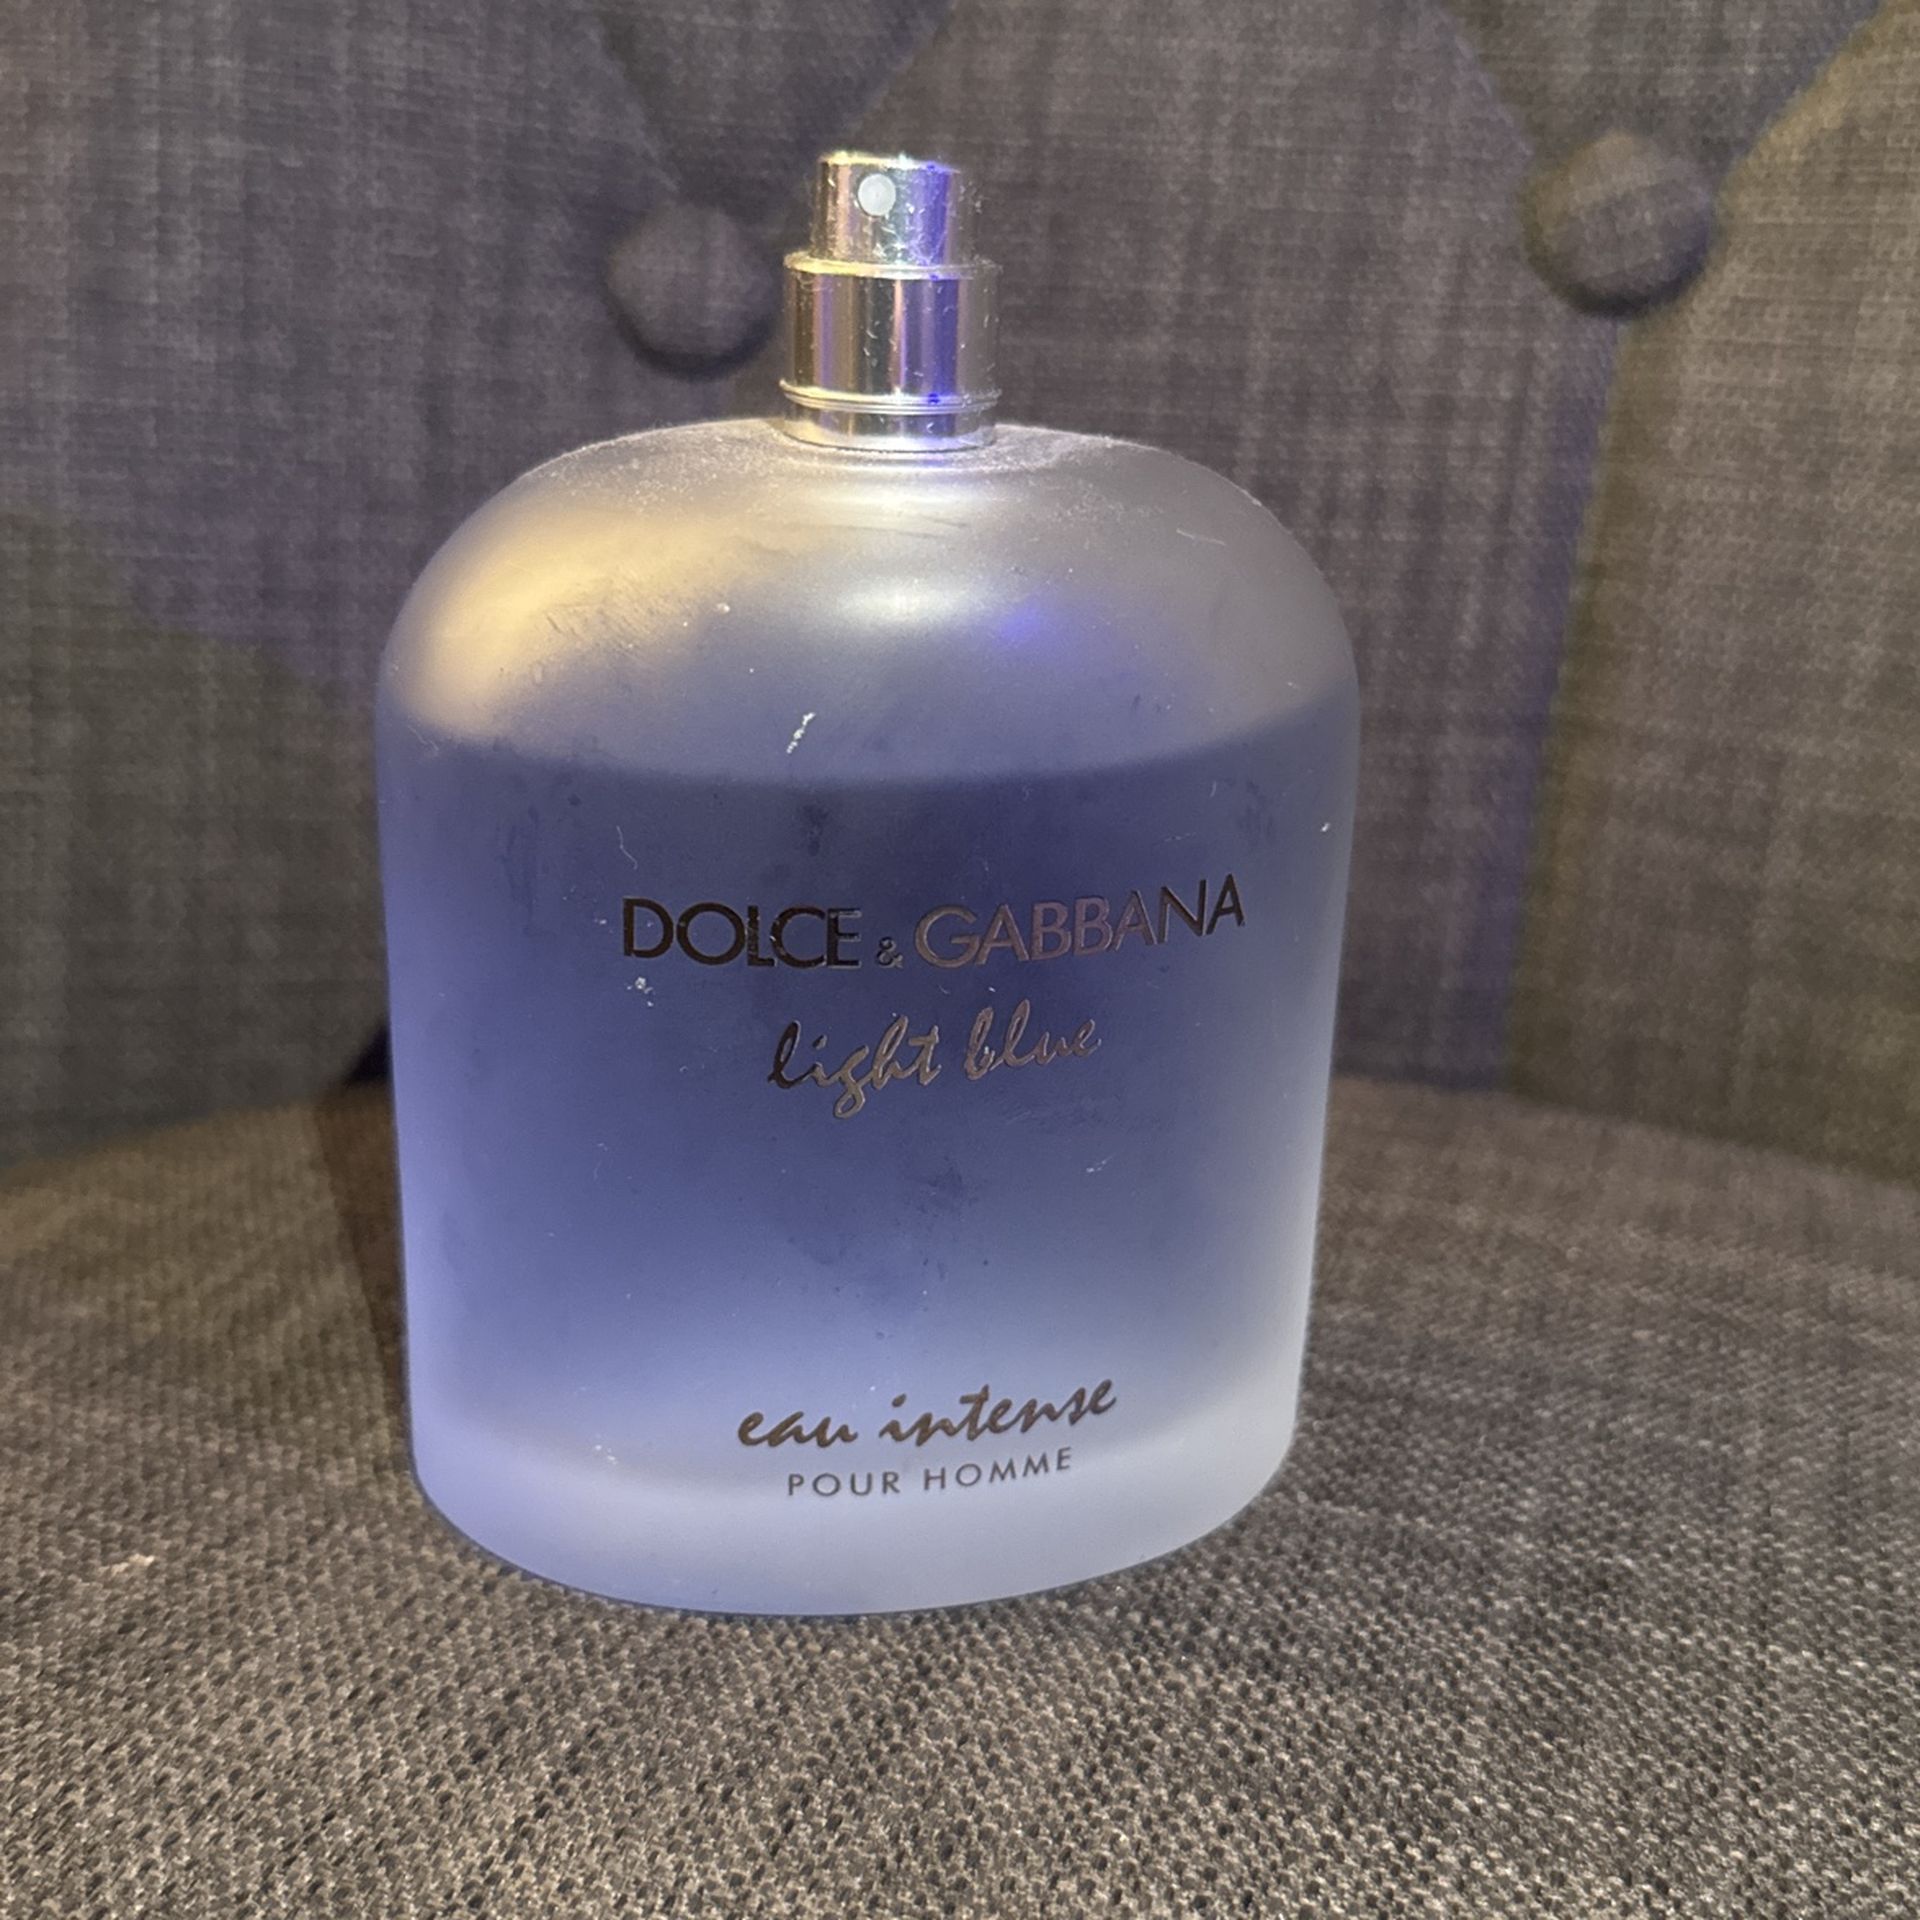 DOLCE & GABBANA
light blue
eau intense
POUR HOMME